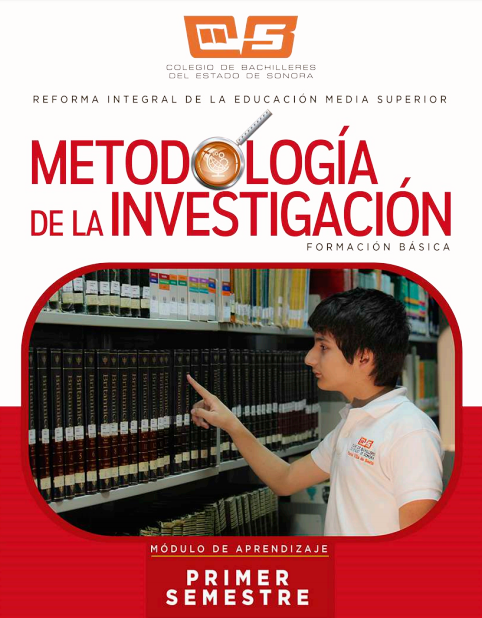 COLEGIO DE BACHILLERES
DEL ESTADO DE SONORA
REFORMA INTEGRAL DE LA EDUCACIÓN MEDIA SUPERIOR
METODOLOGÍA
DE LA INVESTIGACIÓN
FORMACIÓN BÁSICA
MÓDULO DE APRENDIZAJE
PRIMER
SEMESTRE